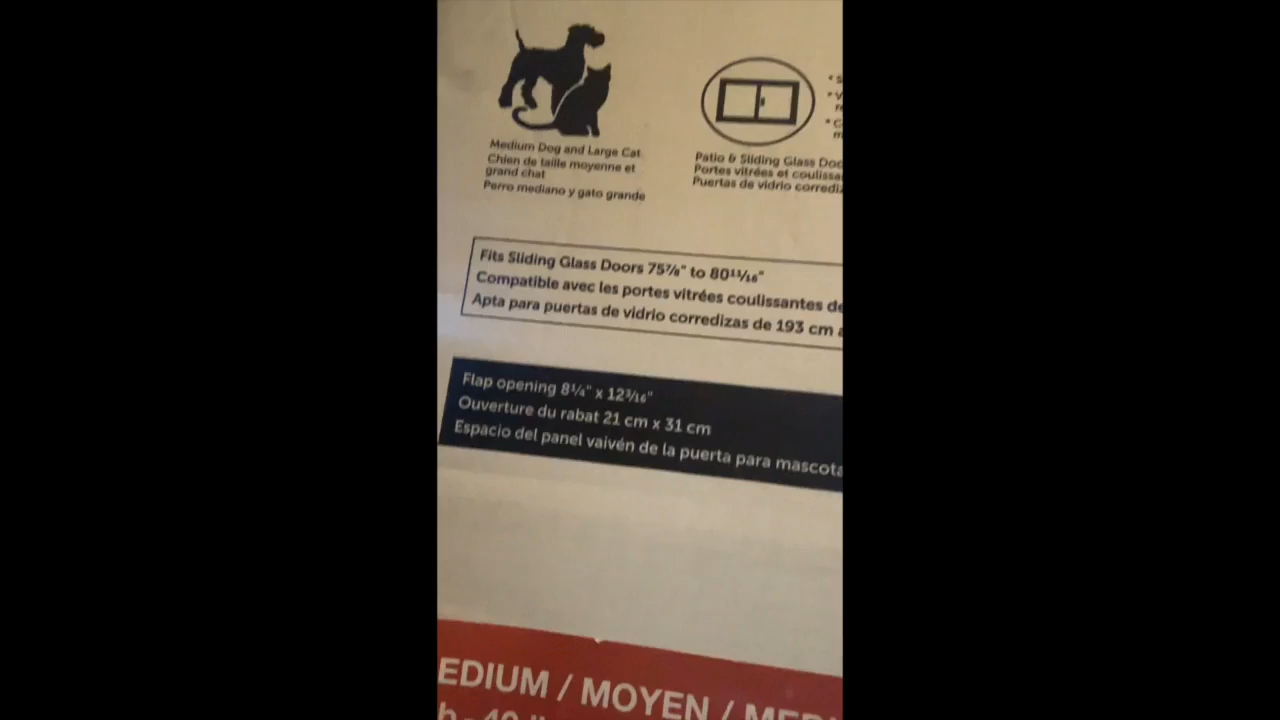 Medium Dog and Large Cat
Chien de taille moyenne et
grand chat
Perro mediano y gato grande
Patio & Sliding Glass Doo
Portes vitrées et coulissa
Puertas de vidrio corrediz
Fits Sliding Glass Doors 75⅞" to 80¹¹⁄₁₆"
Compatible avec les portes vitrées coulissantes de
Apta para puertas de vidrio corredizas de 193 cm a
Flap opening 8¼" x 12³⁄₁₆"
Ouverture du rabat 21 cm x 31 cm
Espacio del panel vaivén de la puerta para mascota
EDIUM / MOYEN / MEDI